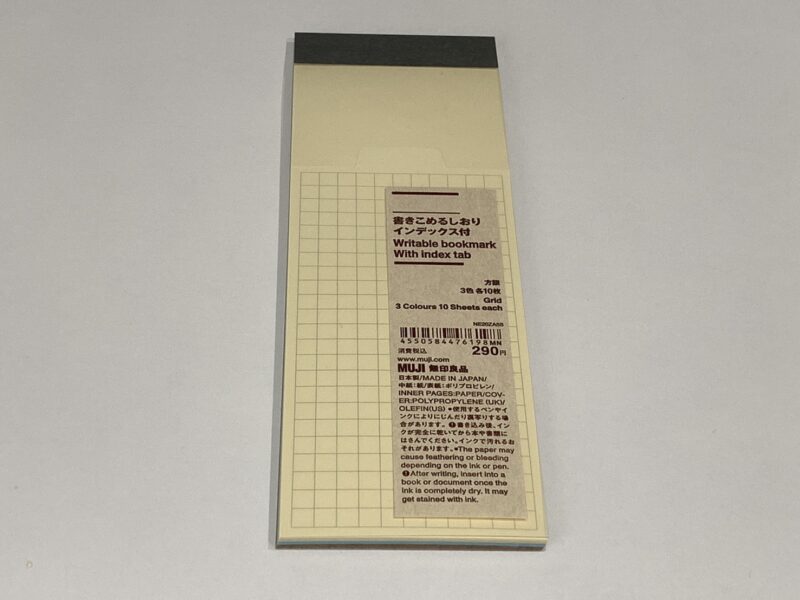 書きこめるしおり
インデックス付
Writable bookmark
With index tab
方眼
3色 各10枚
Grid
3 Colours 10 Sheets each
NE20ZA5S
4550584476198MN
消費税込 290円
www.muji.com
MUJI 無印良品
日本製/MADE IN JAPAN/
中紙:紙/表紙:ポリプロピレン/
INNER PAGES:PAPER/COV-
ER:POLYPROPYLENE (UK)/
OLEFIN(US) ●使用するペンやイ
ンクによりにじんだり裏写りする場
合があります。❶書き込み後、イン
クが完全に乾いてから本や書類に
はさんでください。インクで汚れるお
それがあります。●The paper may
cause feathering or bleeding
depending on the ink or pen.
❶After writing, insert into a
book or document once the
ink is completely dry. It may
get stained with ink.